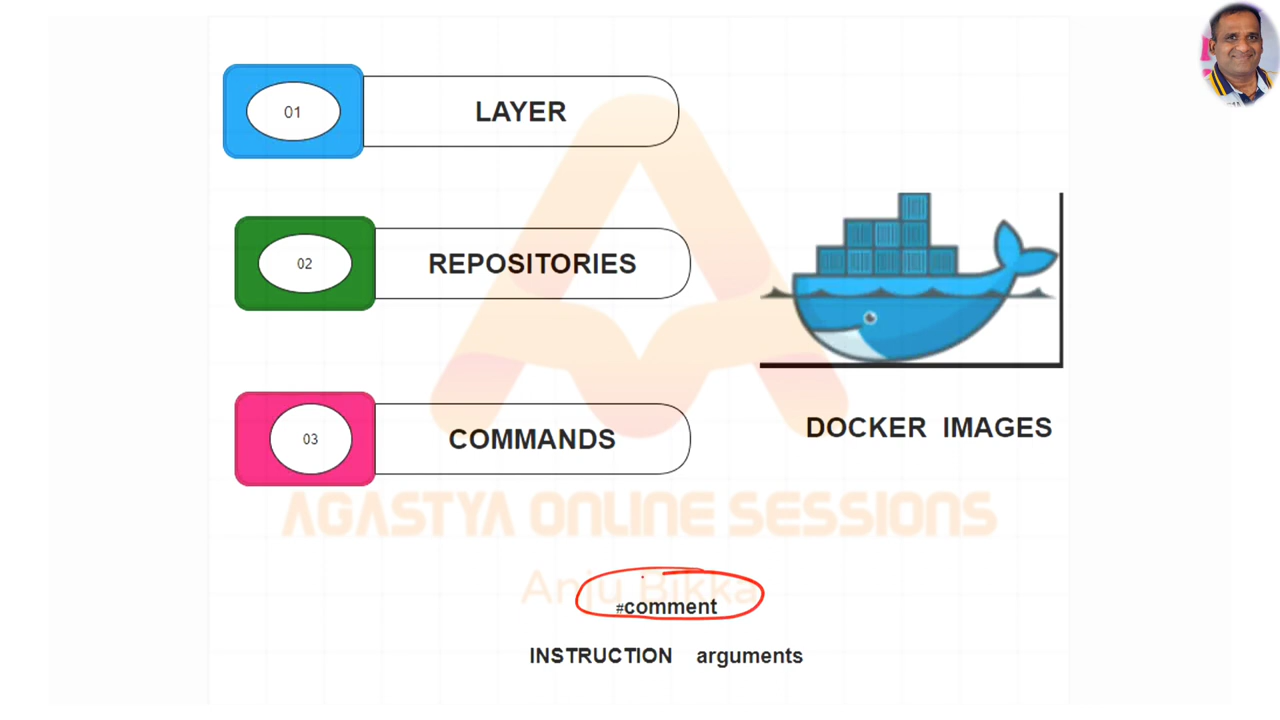 01
LAYER
02
REPOSITORIES
03
COMMANDS
DOCKER IMAGES
AGASTYA ONLINE SESSIONS
Anju Bikka
#comment
INSTRUCTION arguments